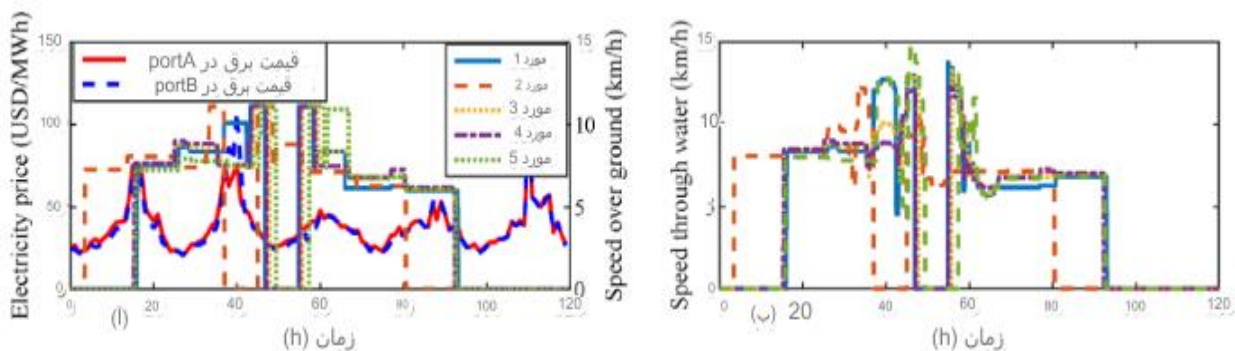 Electricity price (USD/MWh)
150
100
50
0
قیمت برق در portA
قیمت برق در portB
مورد 1
مورد 2
مورد 3
مورد 4
مورد 5
15
10
5
0
Speed over ground (km/h)
0 20 40 60 80 100 120
(أ)
زمان (h)
Speed through water (km/h)
15
10
5
0
0 20 40 60 80 100 120
(ب)
زمان (h)